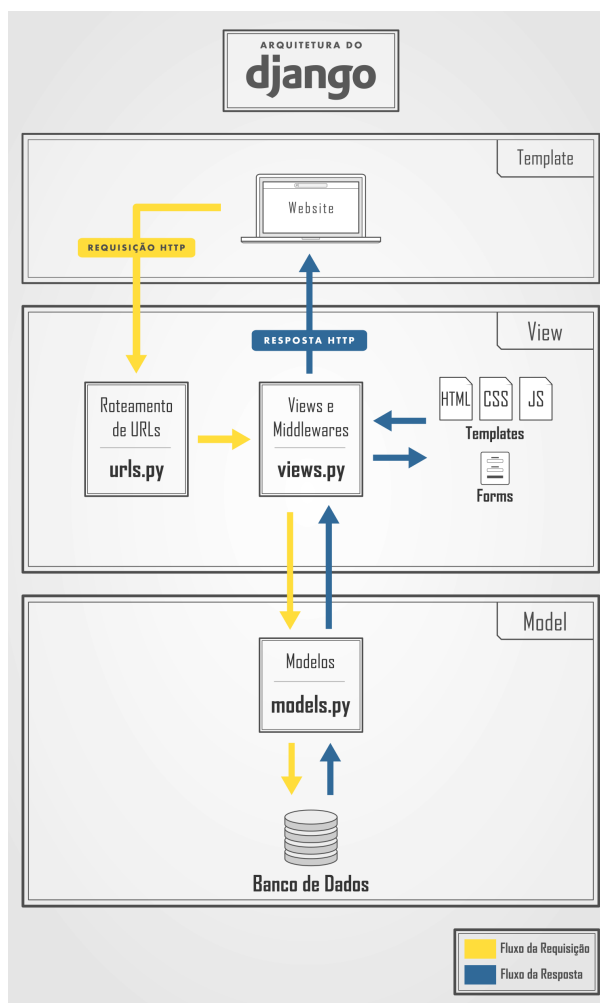 ARQUITETURA DO
django
Template
Website
REQUISIÇÃO HTTP
RESPOSTA HTTP
View
Roteamento
de URLs
urls.py
Views e
Middlewares
views.py
HTML
CSS
JS
Templates
Forms
Model
Modelos
models.py
Banco de Dados
Fluxo da Requisição
Fluxo da Resposta